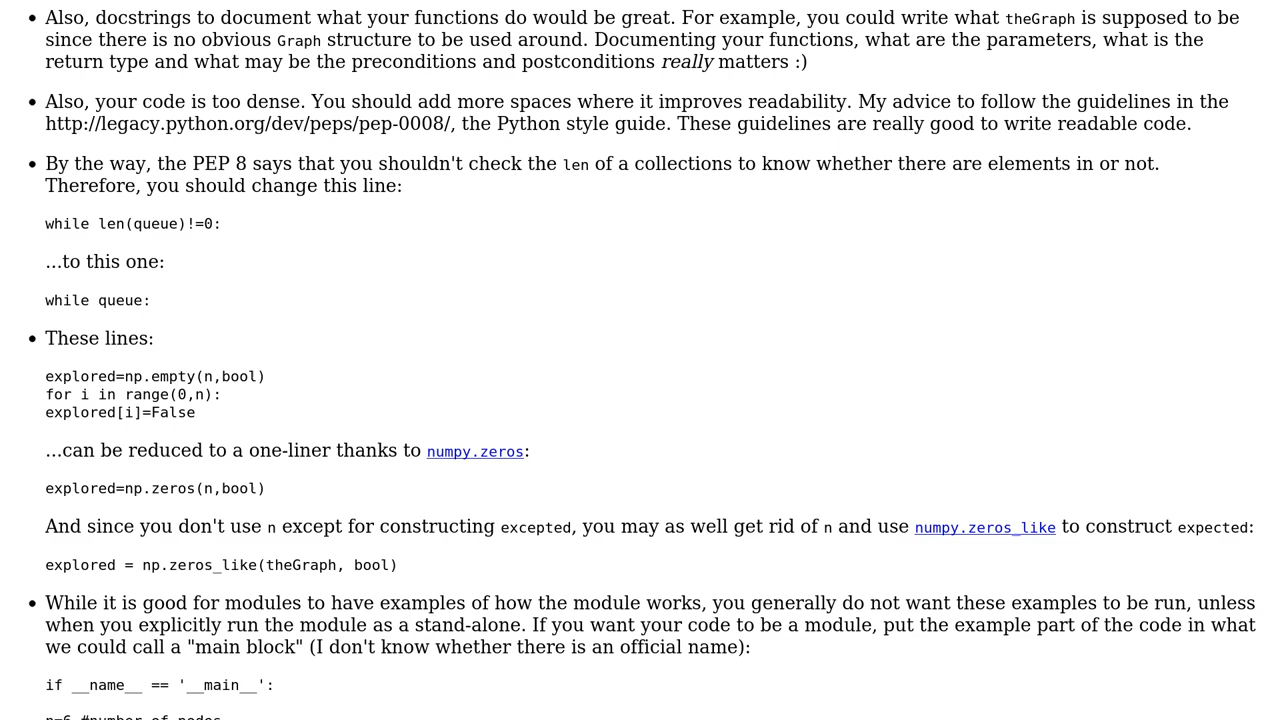 Also, docstrings to document what your functions do would be great. For example, you could write what theGraph is supposed to be
since there is no obvious Graph structure to be used around. Documenting your functions, what are the parameters, what is the
return type and what may be the preconditions and postconditions really matters :)
Also, your code is too dense. You should add more spaces where it improves readability. My advice to follow the guidelines in the
http://legacy.python.org/dev/peps/pep-0008/, the Python style guide. These guidelines are really good to write readable code.
By the way, the PEP 8 says that you shouldn't check the len of a collections to know whether there are elements in or not.
Therefore, you should change this line:
while len(queue)!=0:
...to this one:
while queue:
These lines:
explored=np.empty(n,bool)
for i in range(0,n):
explored[i]=False
...can be reduced to a one-liner thanks to numpy.zeros:
explored=np.zeros(n,bool)
And since you don't use n except for constructing excepted, you may as well get rid of n and use numpy.zeros_like to construct expected:
explored = np.zeros_like(theGraph, bool)
While it is good for modules to have examples of how the module works, you generally do not want these examples to be run, unless
when you explicitly run the module as a stand-alone. If you want your code to be a module, put the example part of the code in what
we could call a "main block" (I don't know whether there is an official name):
if __name__ == '__main__':
n=6 #number of nodes